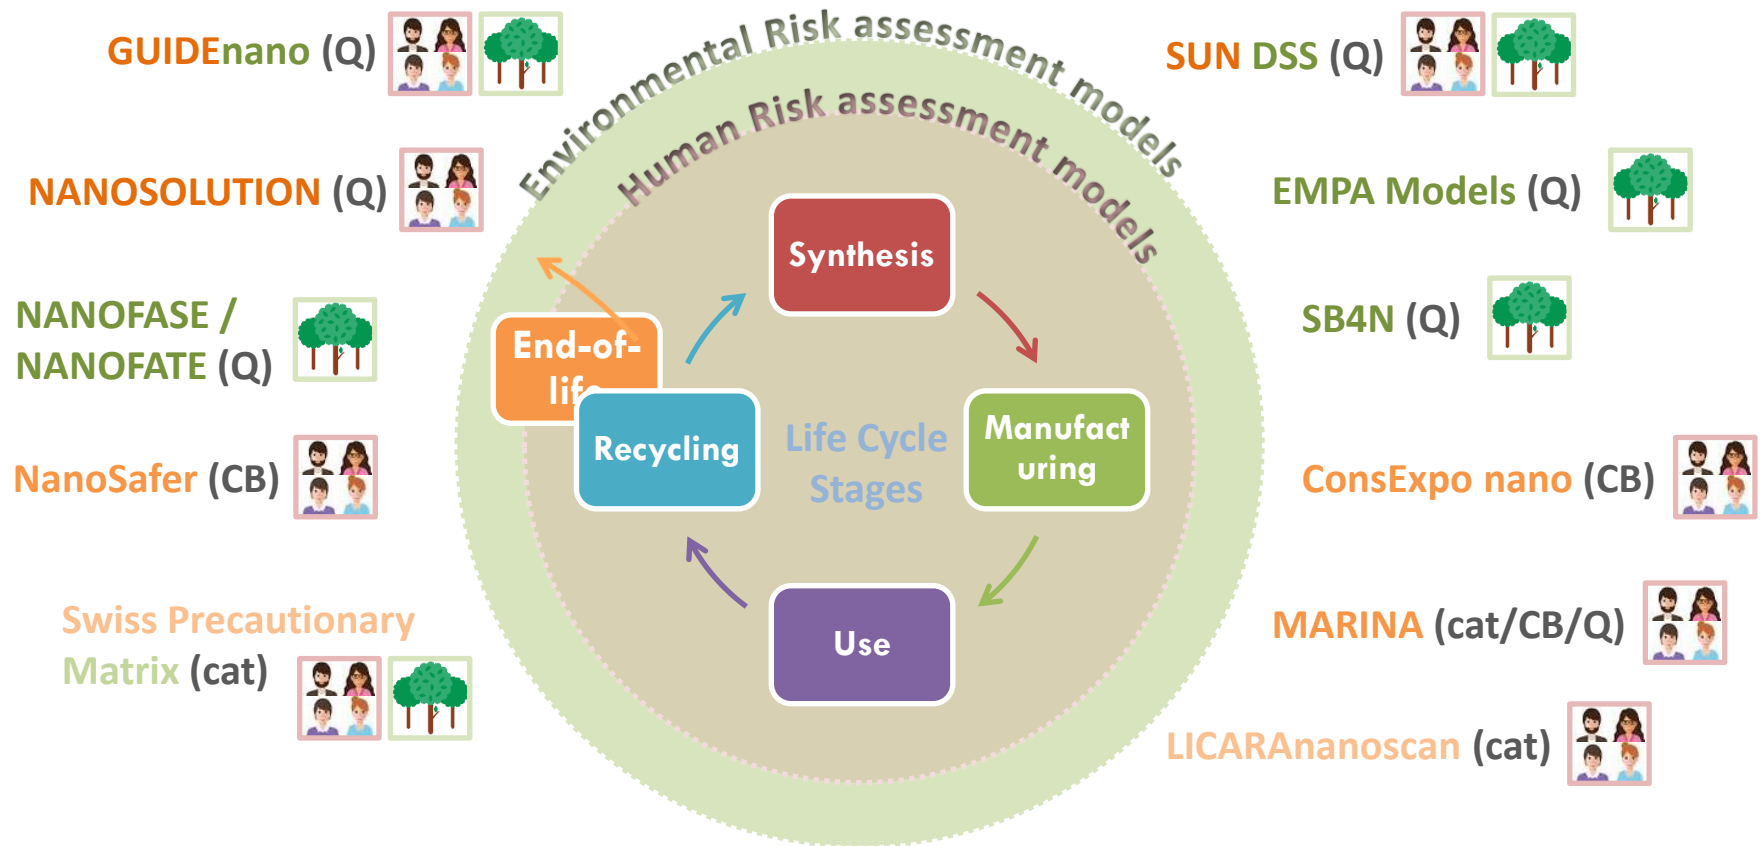 Environmental Risk assessment models
Human Risk assessment models
GUIDEnano (Q)
NANOSOLUTION (Q)
NANOFASE /
NANOFATE (Q)
NanoSafer (CB)
Swiss Precautionary
Matrix (cat)
Synthesis
End-of-
life
Recycling
Life Cycle
Stages
Manufact
uring
Use
SUN DSS (Q)
EMPA Models (Q)
SB4N (Q)
ConsExpo nano (CB)
MARINA (cat/CB/Q)
LICARAnanoscan (cat)